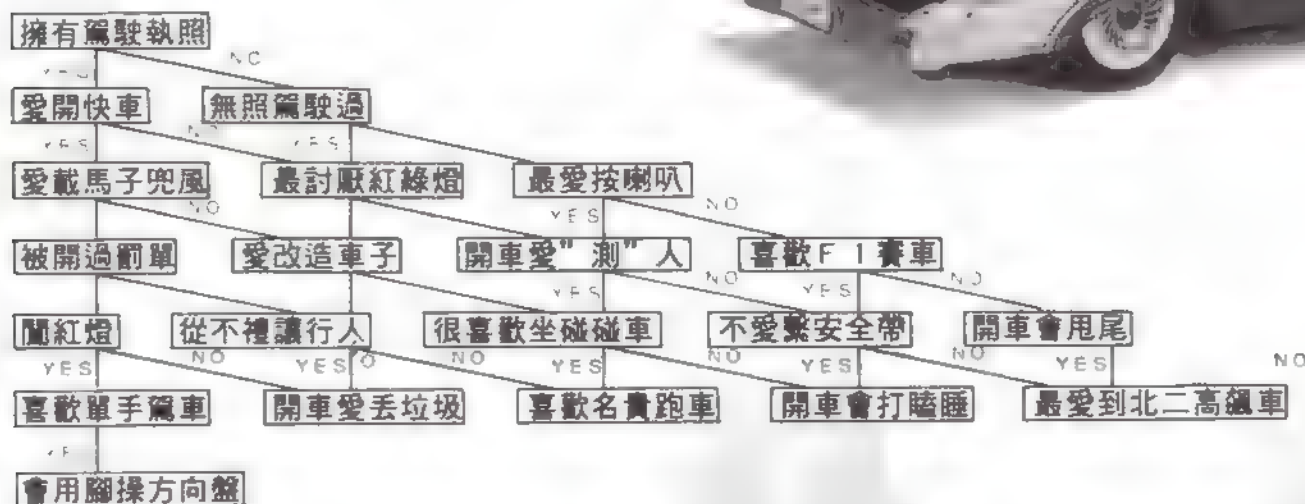 擁有駕駛執照
NO
YES
愛開快車 無照駕駛過
NO
YES YES
愛載馬子兜風 最討厭紅綠燈 最愛按喇叭
NO YES NO
被開過罰單 愛改造車子 開車愛"測"人 喜歡F1賽車
YES NO YES NO
闖紅燈 從不禮讓行人 很喜歡坐碰碰車 不愛繫安全帶 開車會甩尾
YES NO YES NO YES NO YES NO YES NO
喜歡單手駕車 開車愛丟垃圾 喜歡名貴跑車 開車會打瞌睡 最愛到北二高飆車
YE
會用腳操方向盤